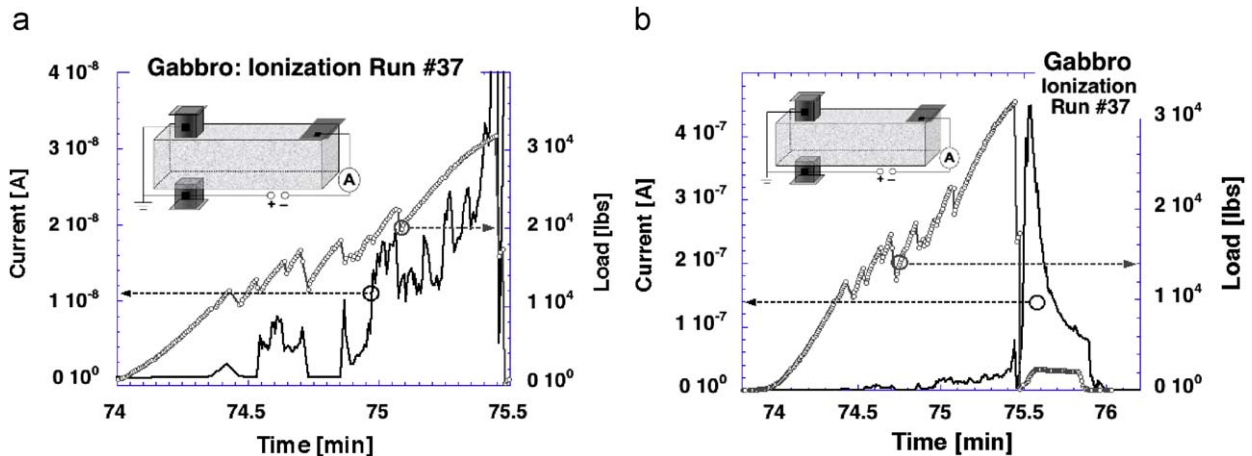 a
Gabbro: Ionization Run #37
4 10⁻⁸
3 10⁻⁸
2 10⁻⁸
1 10⁻⁸
0 10⁰
Current [A]
A
+ −
3 10⁴
2 10⁴
1 10⁴
0 10⁰
Load [lbs]
74
74.5
75
75.5
Time [min]
b
Gabbro
Ionization
Run #37
4 10⁻⁷
3 10⁻⁷
2 10⁻⁷
1 10⁻⁷
0 10⁰
Current [A]
A
+ −
3 10⁴
2 10⁴
1 10⁴
0 10⁰
Load [lbs]
74
74.5
75
75.5
76
Time [min]